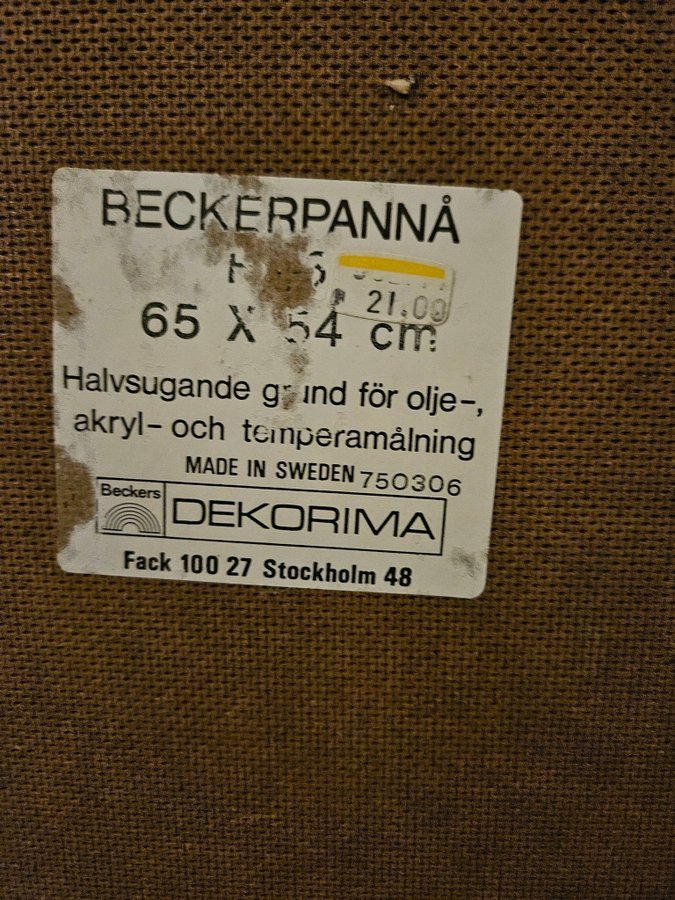 BECKERPANNÅ
21.00
65 X 54 cm
Halvsugande grund för olje-,
akryl- och temperamålning
MADE IN SWEDEN 750306
Beckers
DEKORIMA
Fack 100 27 Stockholm 48